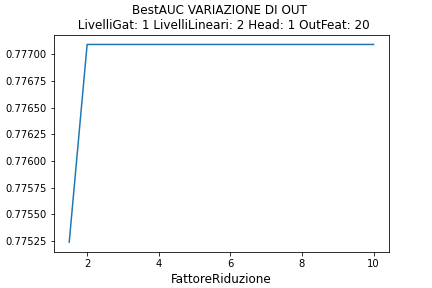 BestAUC VARIAZIONE DI OUT
LivelliGat: 1 LivelliLineari: 2 Head: 1 OutFeat: 20
0.77700
0.77675
0.77650
0.77625
0.77600
0.77575
0.77550
0.77525
2 4 6 8 10
FattoreRiduzione